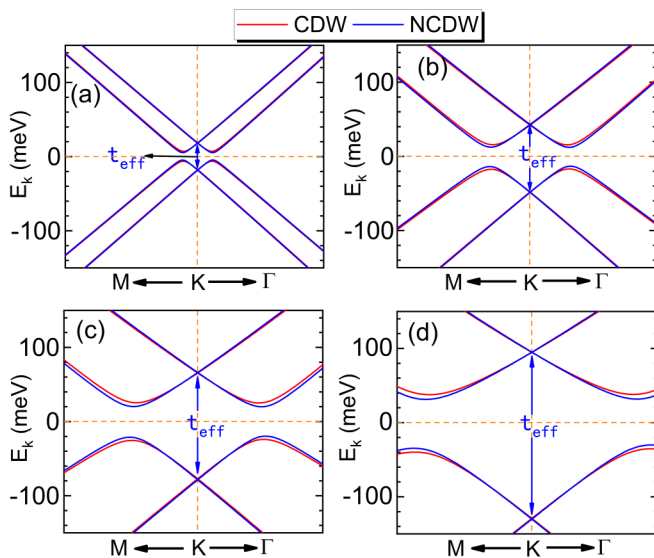 CDW NCDW
(a) (b)
100 100
0 0
-100 -100
E_k (meV) E_k (meV)
t_eff t_eff
M K Γ M K Γ
(c) (d)
100 100
0 0
-100 -100
E_k (meV) E_k (meV)
t_eff t_eff
M K Γ M K Γ